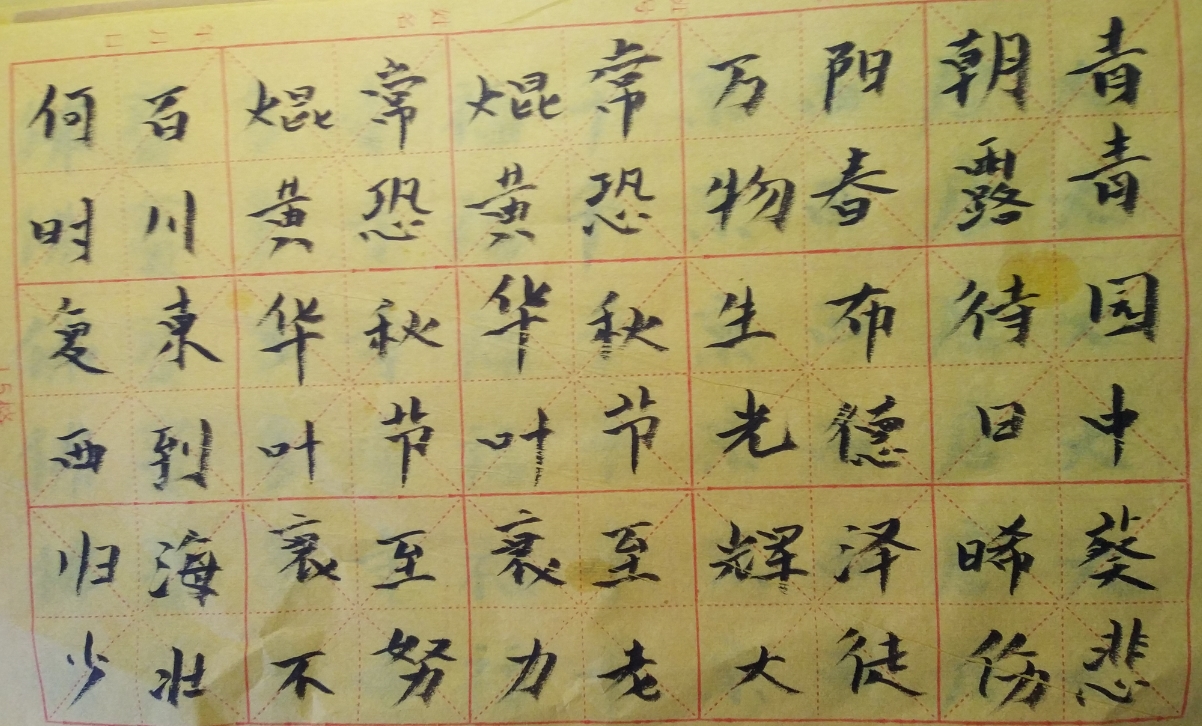 青青园中葵
朝露待日晞
阳春布德泽
万物生光辉
常恐秋节至
焜黄华叶衰
常恐秋节至
焜黄华叶衰
百川東到海
何时复西归
少壮不努力老大徒伤悲